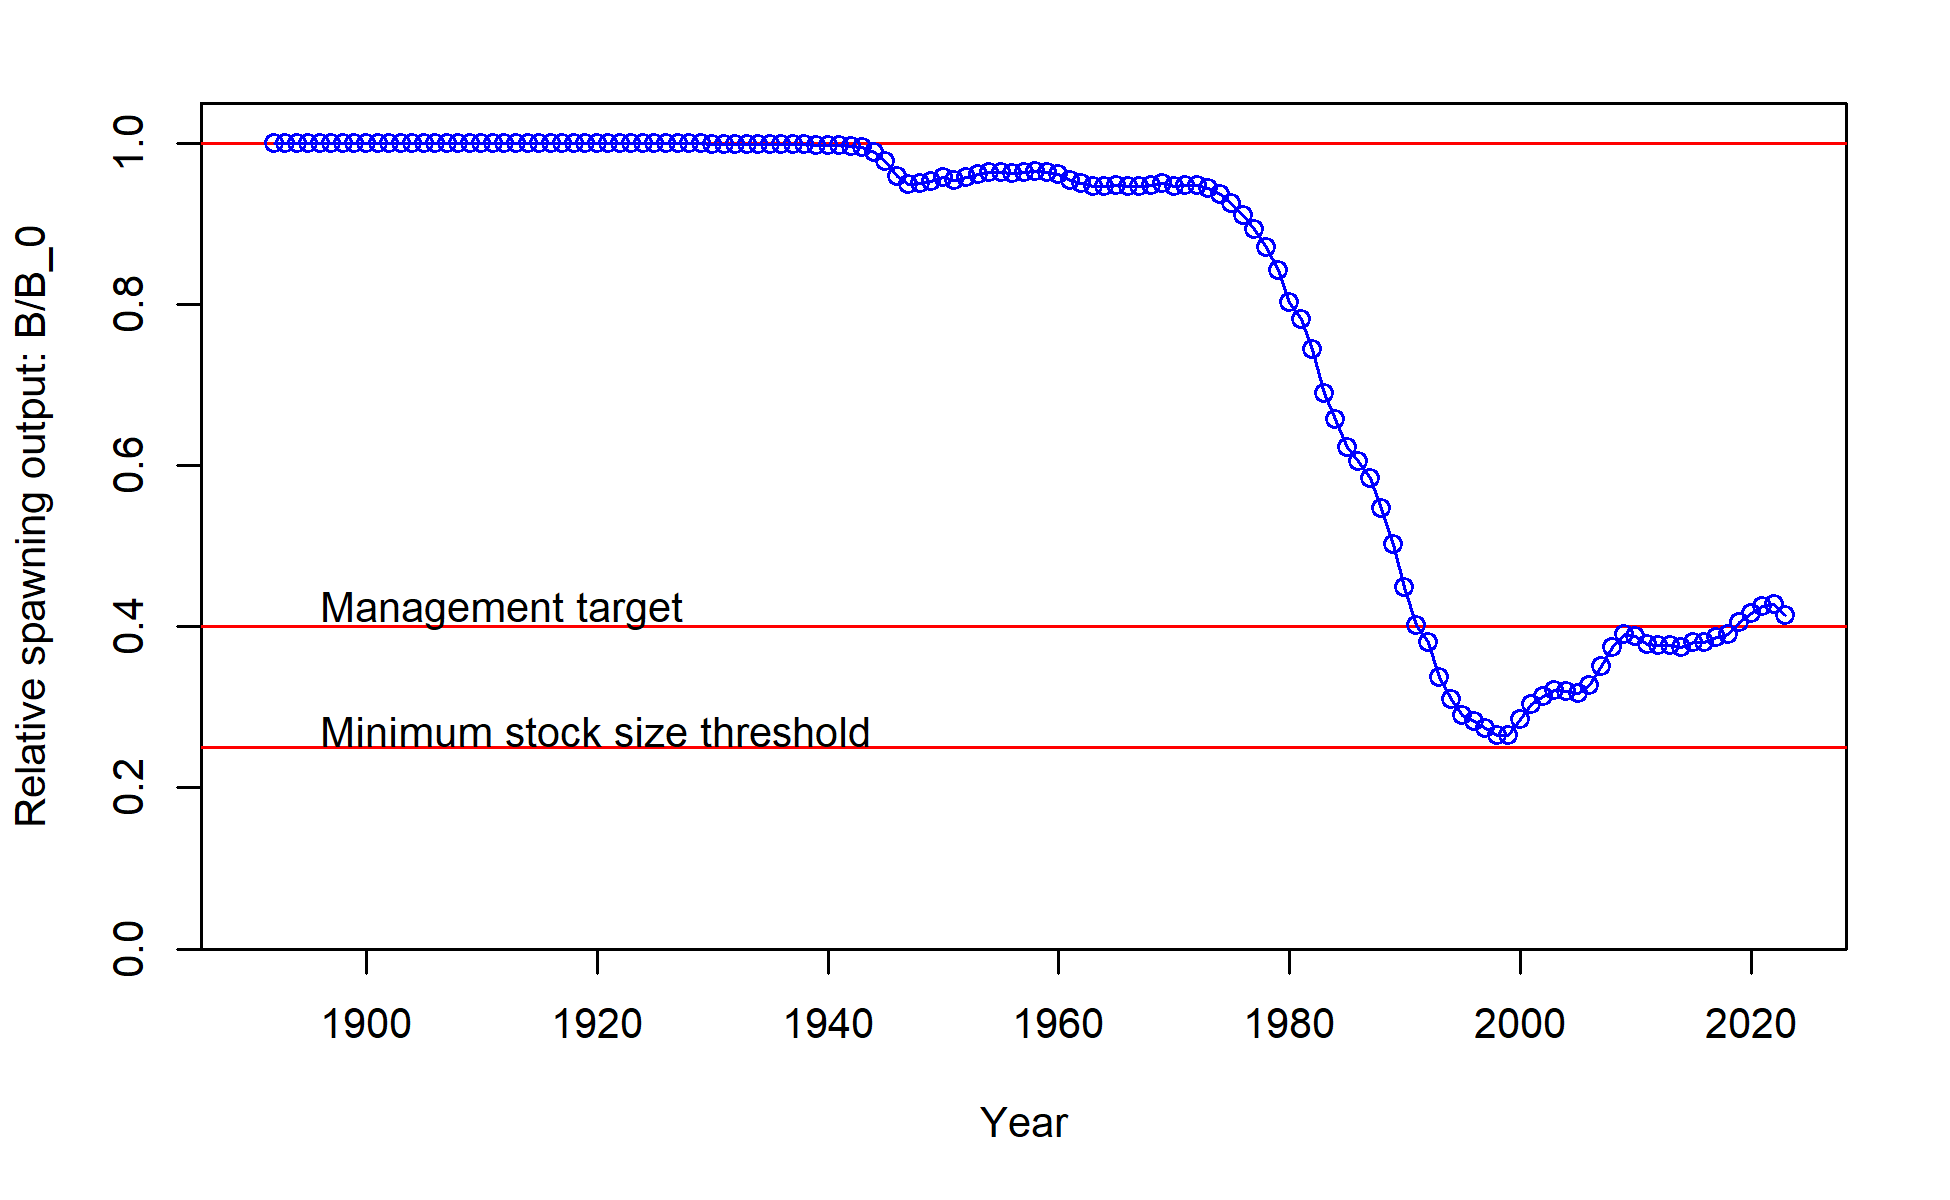 Relative spawning output: B/B_0
1.0
0.8
0.6
0.4
0.2
0.0
Management target
Minimum stock size threshold
1900 1920 1940 1960 1980 2000 2020
Year